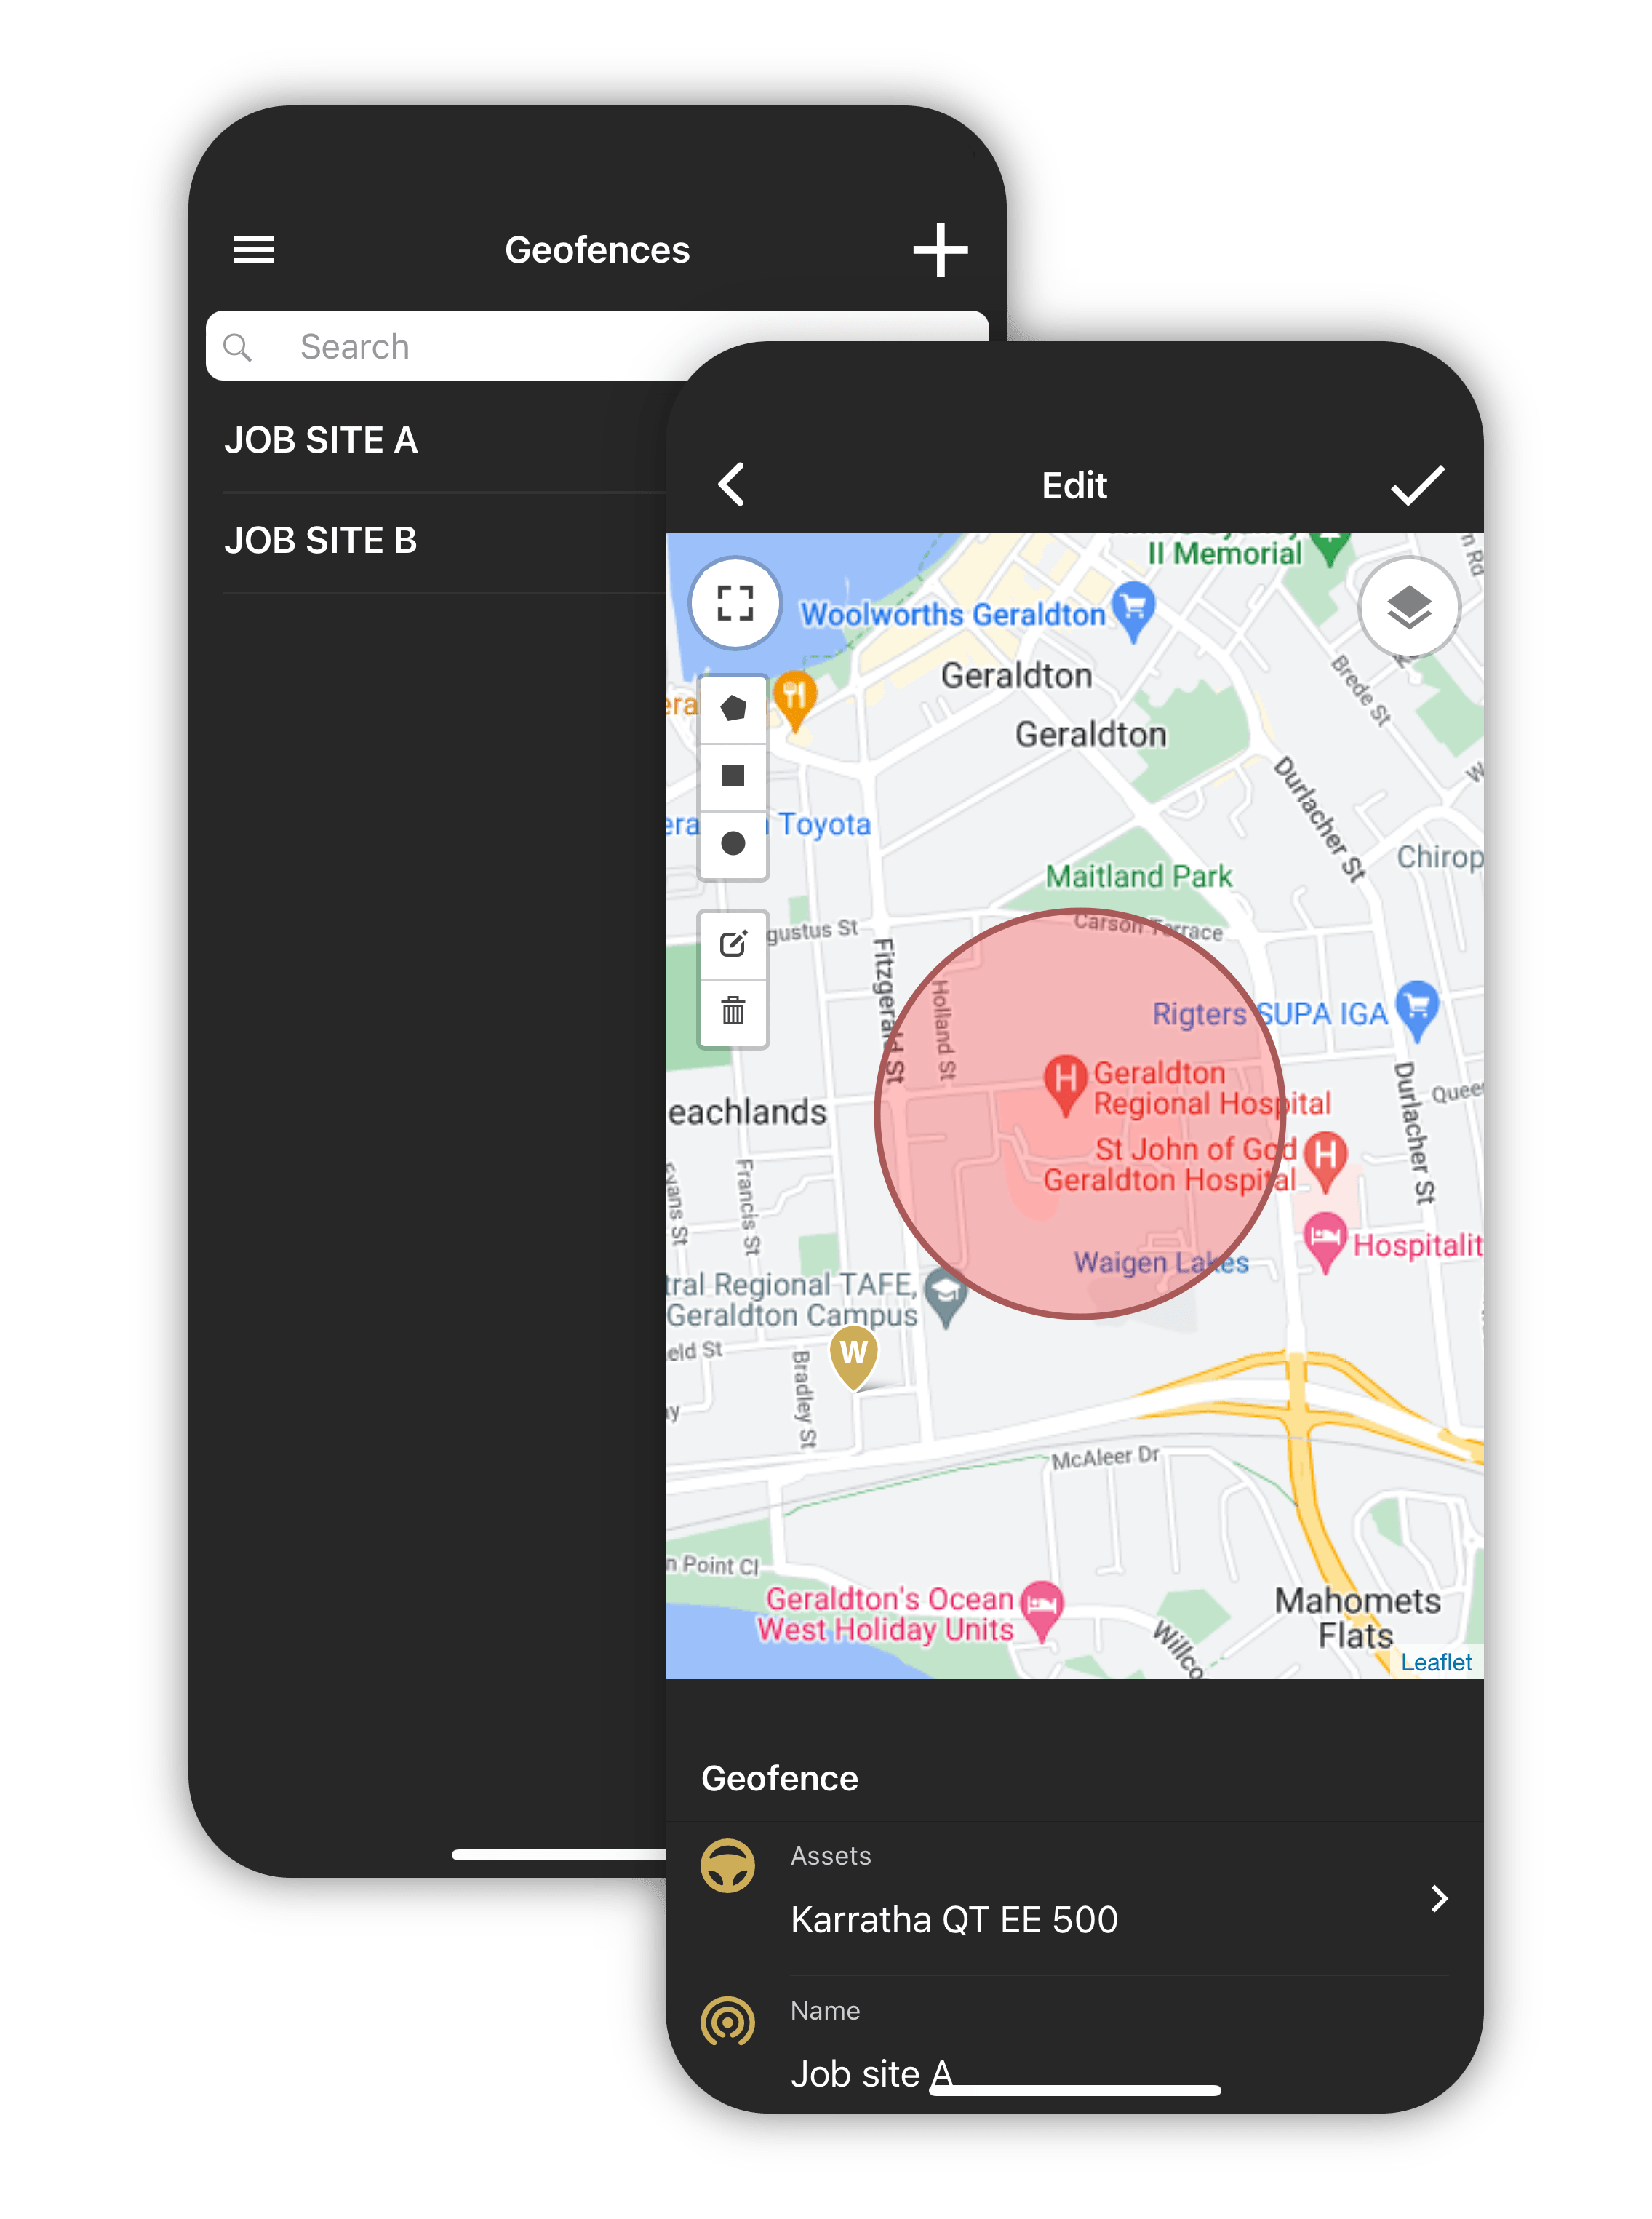 Geofences
Search
JOB SITE A
JOB SITE B
Edit
II Memorial
Woolworths Geraldton
Geraldton
Geraldton
Brede St
Durlacher St
Toyota
Chirop
Maitland Park
Carson Terrace
gustus St
Fitzgerald St
Holland St
Rigters SUPA IGA
Geraldton
Regional Hospital
Durlacher St
Quee
eachlands
St John of God
Geraldton Hospital
Evans St
Francis St
Hospitalit
Waigen Lakes
tral Regional TAFE,
Geraldton Campus
W
eld St
Bradley St
McAleer Dr
n Point Cl
Geraldton's Ocean
West Holiday Units
Willco
Mahomets
Flats
Leaflet
Geofence
Assets
Karratha QT EE 500
Name
Job site A